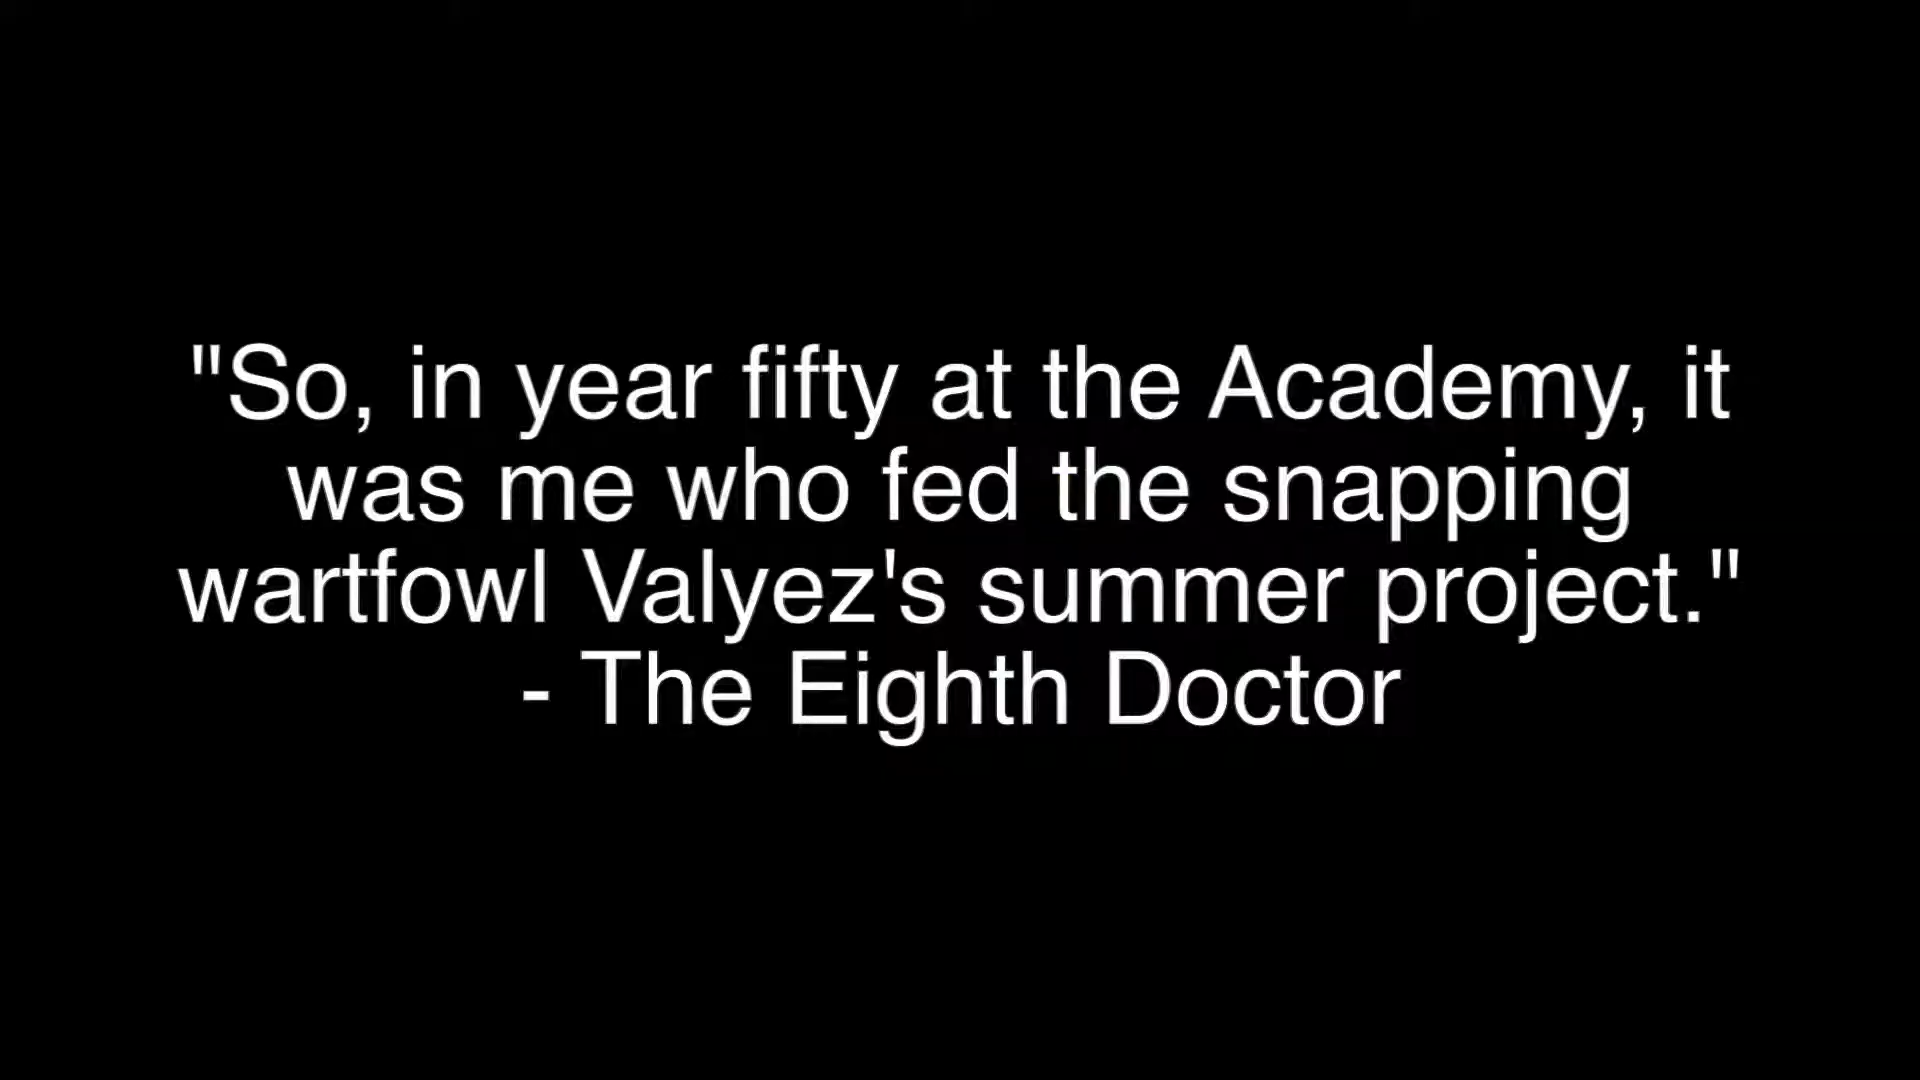 "So, in year fifty at the Academy, it
was me who fed the snapping
wartfowl Valyez's summer project."
- The Eighth Doctor